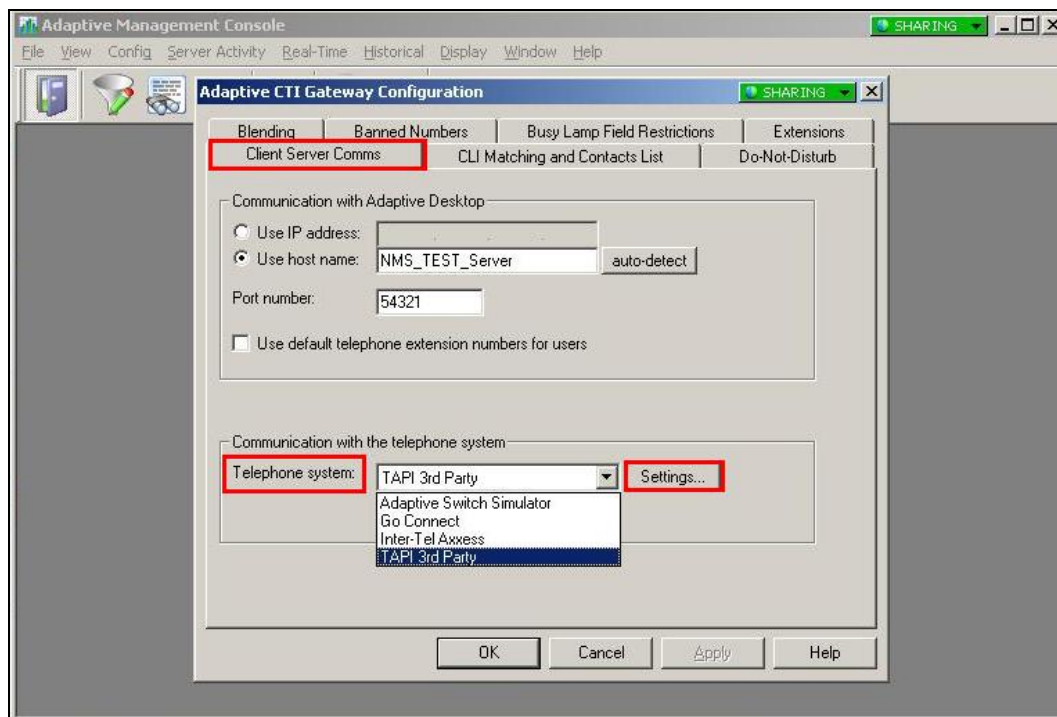 Adaptive Management Console
SHARING
File View Config Server Activity Real-Time Historical Display Window Help
Adaptive CTI Gateway Configuration
SHARING
Blending Banned Numbers Busy Lamp Field Restrictions Extensions
Client Server Comms CLI Matching and Contacts List Do-Not-Disturb
Communication with Adaptive Desktop
Use IP address:
Use host name: NMS_TEST_Server auto-detect
Port number: 54321
Use default telephone extension numbers for users
Communication with the telephone system
Telephone system: TAPI 3rd Party Settings...
Adaptive Switch Simulator
Go Connect
Inter-Tel Axxess
TAPI 3rd Party
OK Cancel Apply Help